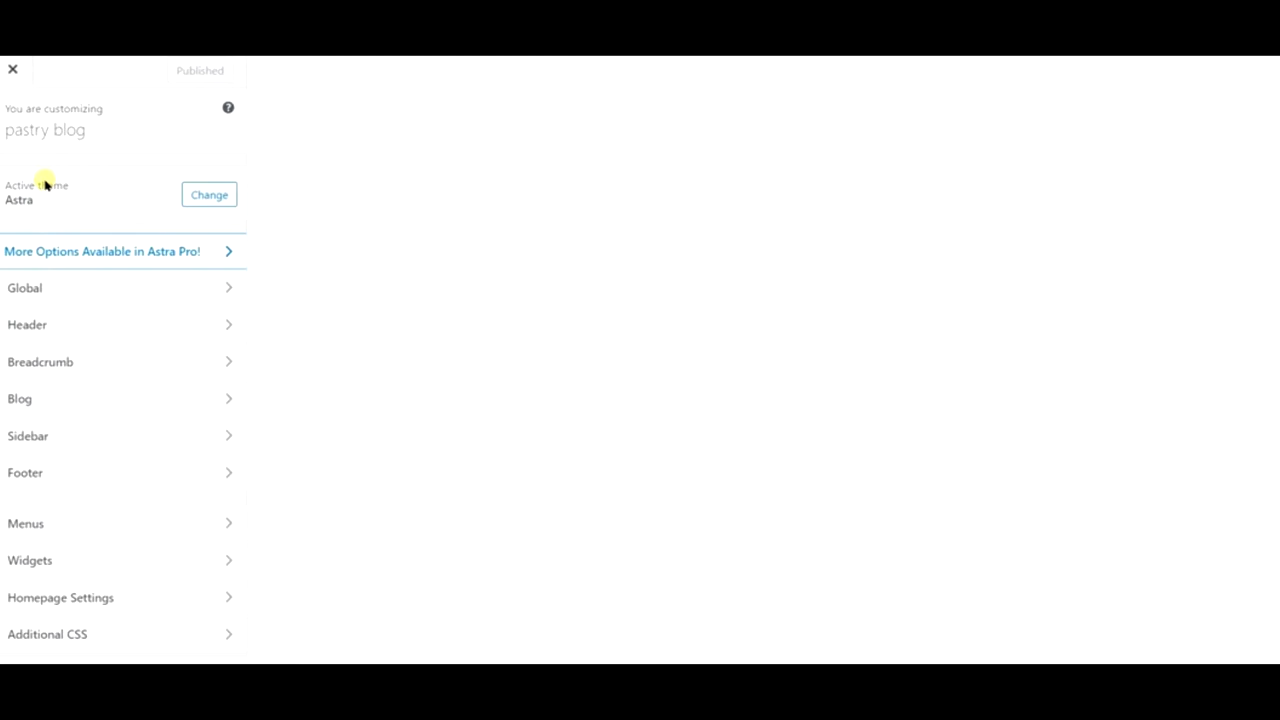 Published
You are customizing
pastry blog
Active theme
Astra
Change
More Options Available in Astra Pro!
Global
Header
Breadcrumb
Blog
Sidebar
Footer
Menus
Widgets
Homepage Settings
Additional CSS